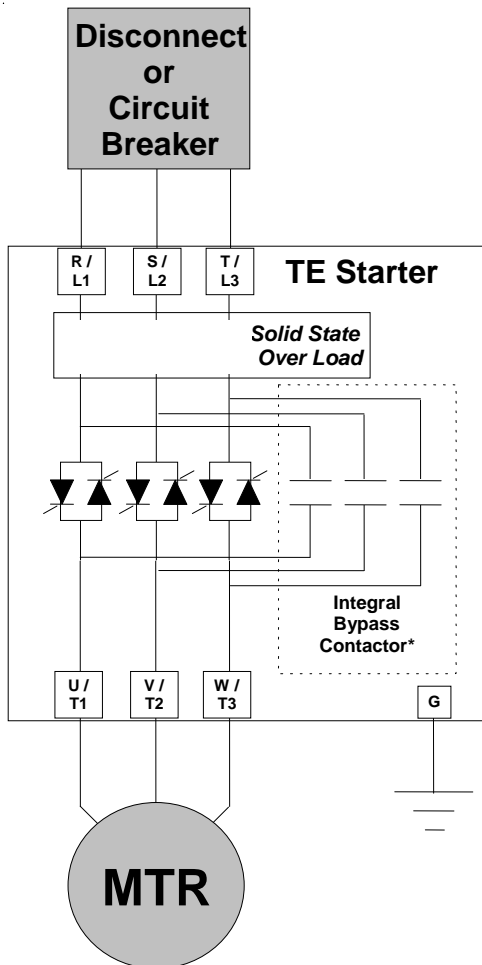 Disconnect
or
Circuit
Breaker
R /
L1
S /
L2
T /
L3
TE Starter
Solid State
Over Load
Integral
Bypass
Contactor*
U /
T1
V /
T2
W /
T3
G
MTR